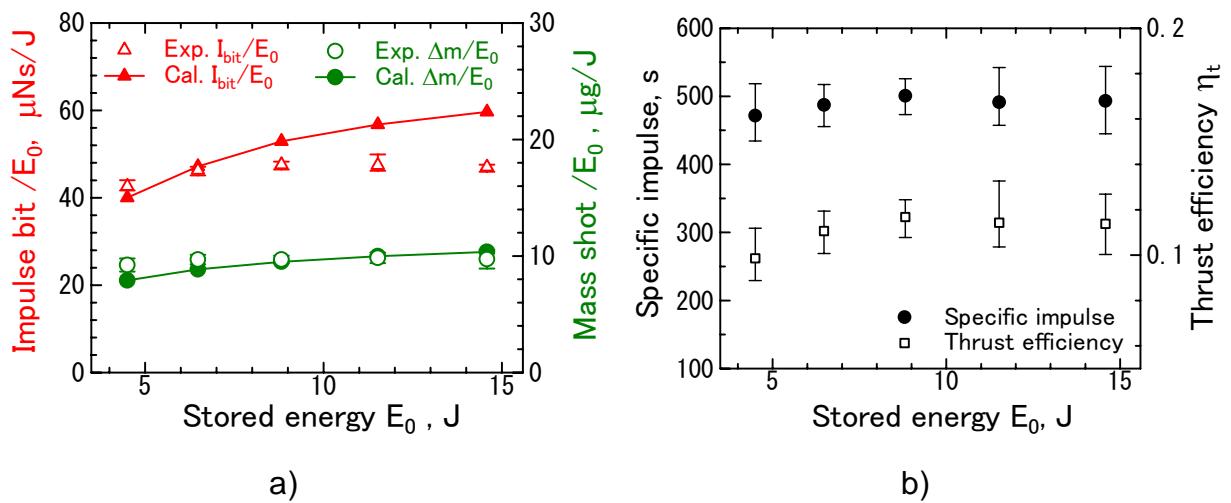 80
60
40
20
0
Impulse bit /E₀, μNs/J
Exp. I_bit/E₀
Cal. I_bit/E₀
Exp. Δm/E₀
Cal. Δm/E₀
30
20
10
0
Mass shot /E₀ , μg/J
5 10 15
Stored energy E₀ , J
a)
600
500
400
300
200
100
Specific impulse, s
Specific impulse
Thrust efficiency
0.2
0.1
Thrust efficiency ηₜ
5 10 15
Stored energy E₀, J
b)